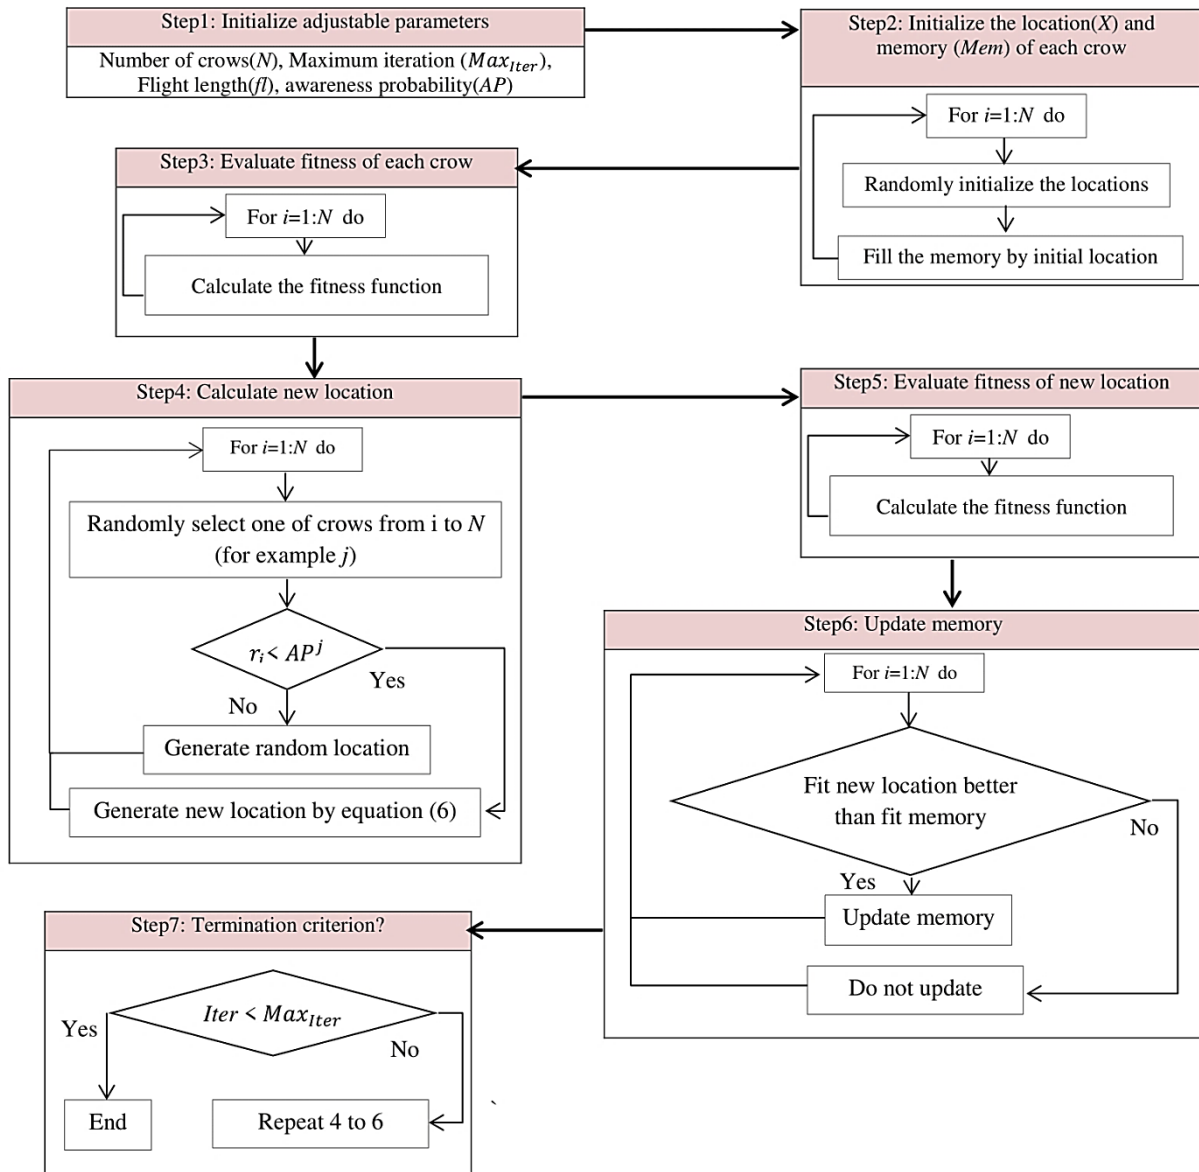 Step1: Initialize adjustable parameters
Number of crows(N), Maximum iteration (Max_Iter),
Flight length(fl), awareness probability(AP)
Step2: Initialize the location(X) and
memory (Mem) of each crow
For i=1:N do
Randomly initialize the locations
Fill the memory by initial location
Step3: Evaluate fitness of each crow
For i=1:N do
Calculate the fitness function
Step4: Calculate new location
For i=1:N do
Randomly select one of crows from i to N
(for example j)
r_i < AP^j
Yes
No
Generate random location
Generate new location by equation (6)
Step5: Evaluate fitness of new location
For i=1:N do
Calculate the fitness function
Step6: Update memory
For i=1:N do
Fit new location better
than fit memory
No
Yes
Update memory
Do not update
Step7: Termination criterion?
Iter < Max_Iter
Yes
No
End
Repeat 4 to 6
`